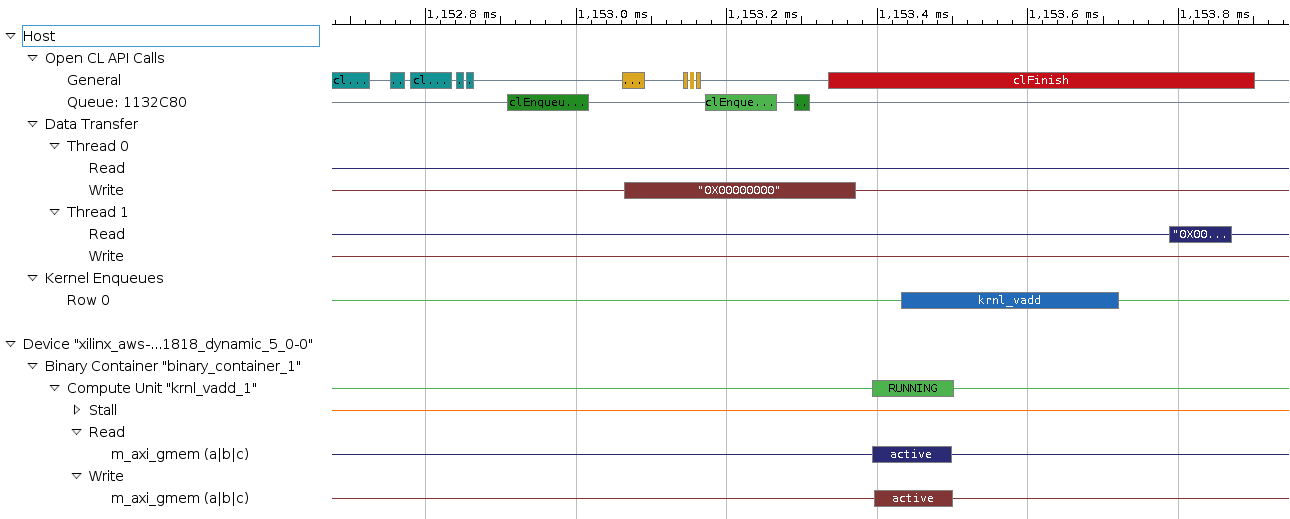 1,152.8 ms 1,153.0 ms 1,153.2 ms 1,153.4 ms 1,153.6 ms 1,153.8 ms
Host
Open CL API Calls
General cl... .. cl... . . ... clFinish
Queue: 1132C80 clEnqueu... clEnque... ..
Data Transfer
Thread 0
Read
Write "0X00000000"
Thread 1
Read "0X00...
Write
Kernel Enqueues
Row 0 krnl_vadd
Device "xilinx_aws-...1818_dynamic_5_0-0"
Binary Container "binary_container_1"
Compute Unit "krnl_vadd_1" RUNNING
Stall
Read
m_axi_gmem (a|b|c) active
Write
m_axi_gmem (a|b|c) active